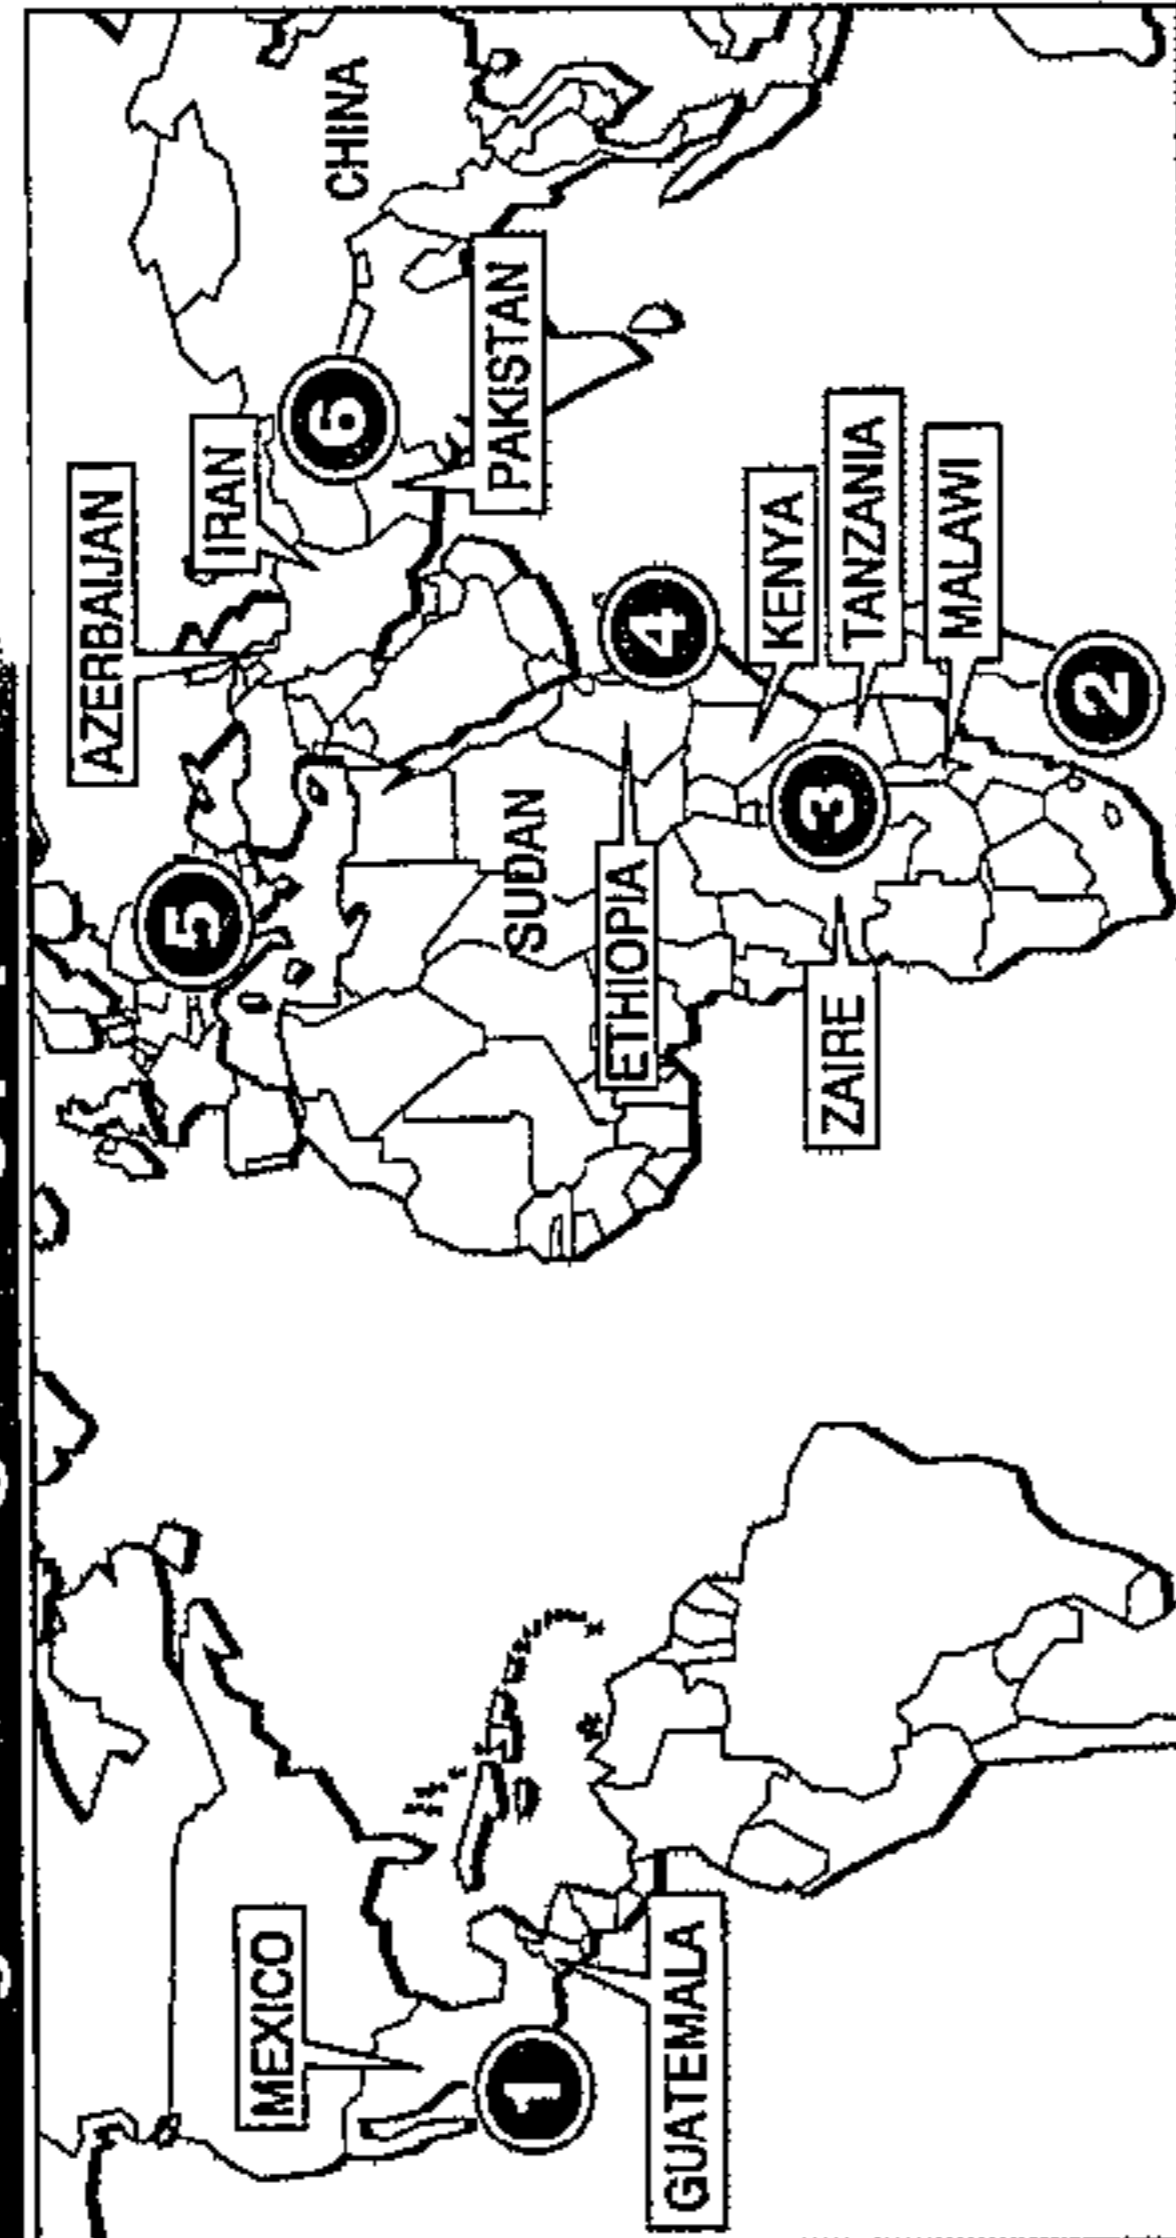 MEXICO
1
GUATEMALA
AZERBAIJAN
IRAN
CHINA
5
6
PAKISTAN
SUDAN
ETHIOPIA
4
KENYA
TANZANIA
MALAWI
3
ZAIRE
2